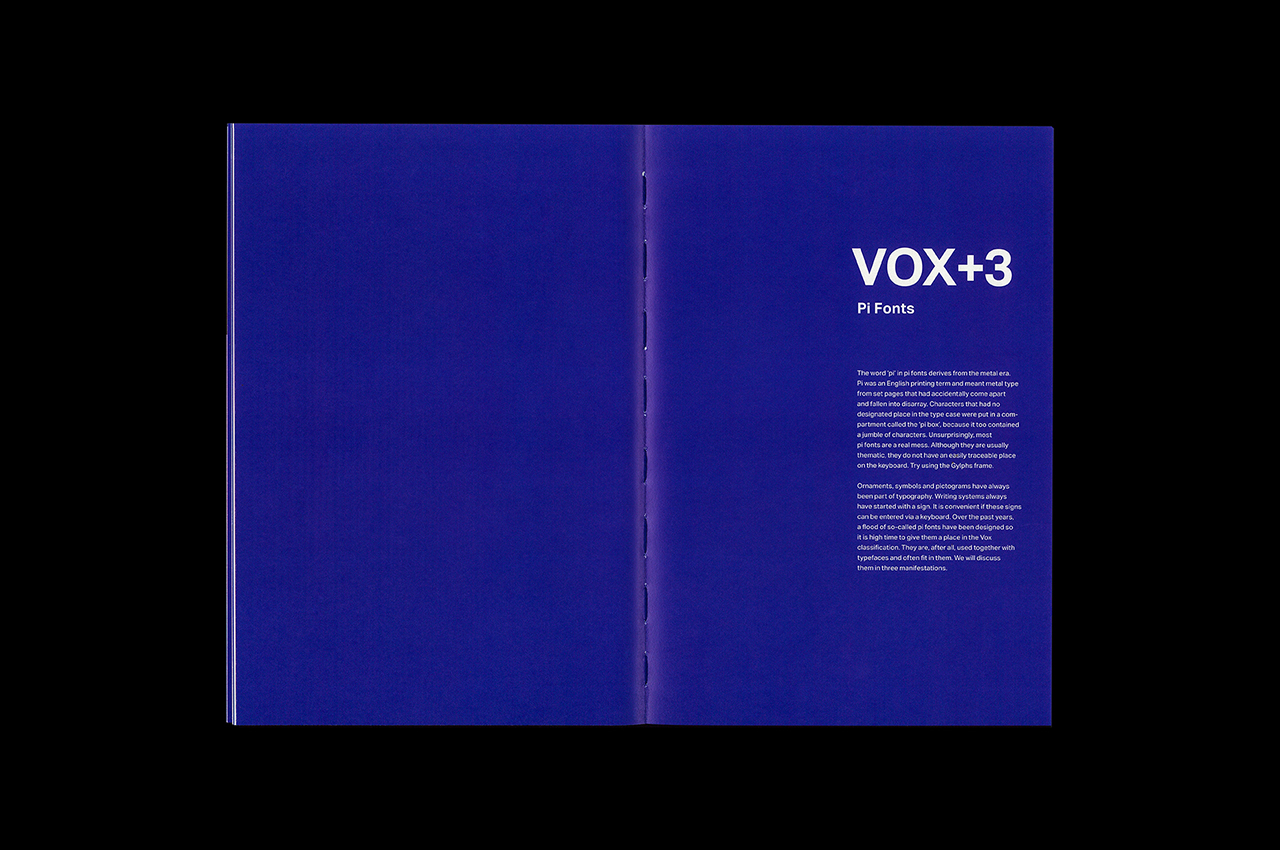 VOX+3
Pi Fonts
The word ‘pi’ in pi fonts derives from the metal era.
Pi was an English printing term and meant metal type
from set pages that had accidentally come apart
and fallen into disarray. Characters that had no
designated place in the type case were put in a com-
partment called the ‘pi box’, because it too contained
a jumble of characters. Unsurprisingly, most
pi fonts are a real mess. Although they are usually
thematic, they do not have an easily traceable place
on the keyboard. Try using the Gylphs frame.
Ornaments, symbols and pictograms have always
been part of typography. Writing systems always
have started with a sign. It is convenient if these signs
can be entered via a keyboard. Over the past years,
a flood of so-called pi fonts have been designed so
it is high time to give them a place in the Vox
classification. They are, after all, used together with
typefaces and often fit in them. We will discuss
them in three manifestations.